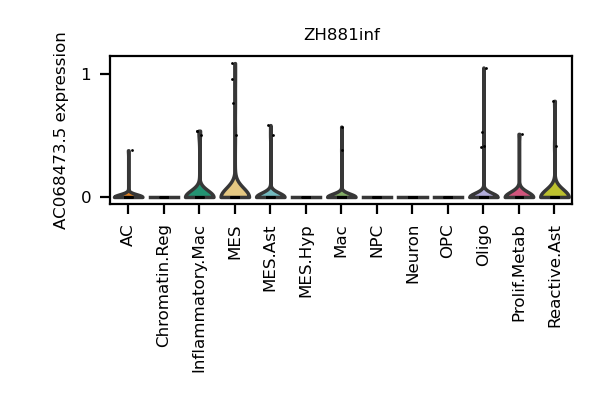 ZH881inf
AC068473.5 expression
1
0
AC
Chromatin.Reg
Inflammatory.Mac
MES
MES.Ast
MES.Hyp
Mac
NPC
Neuron
OPC
Oligo
Prolif.Metab
Reactive.Ast